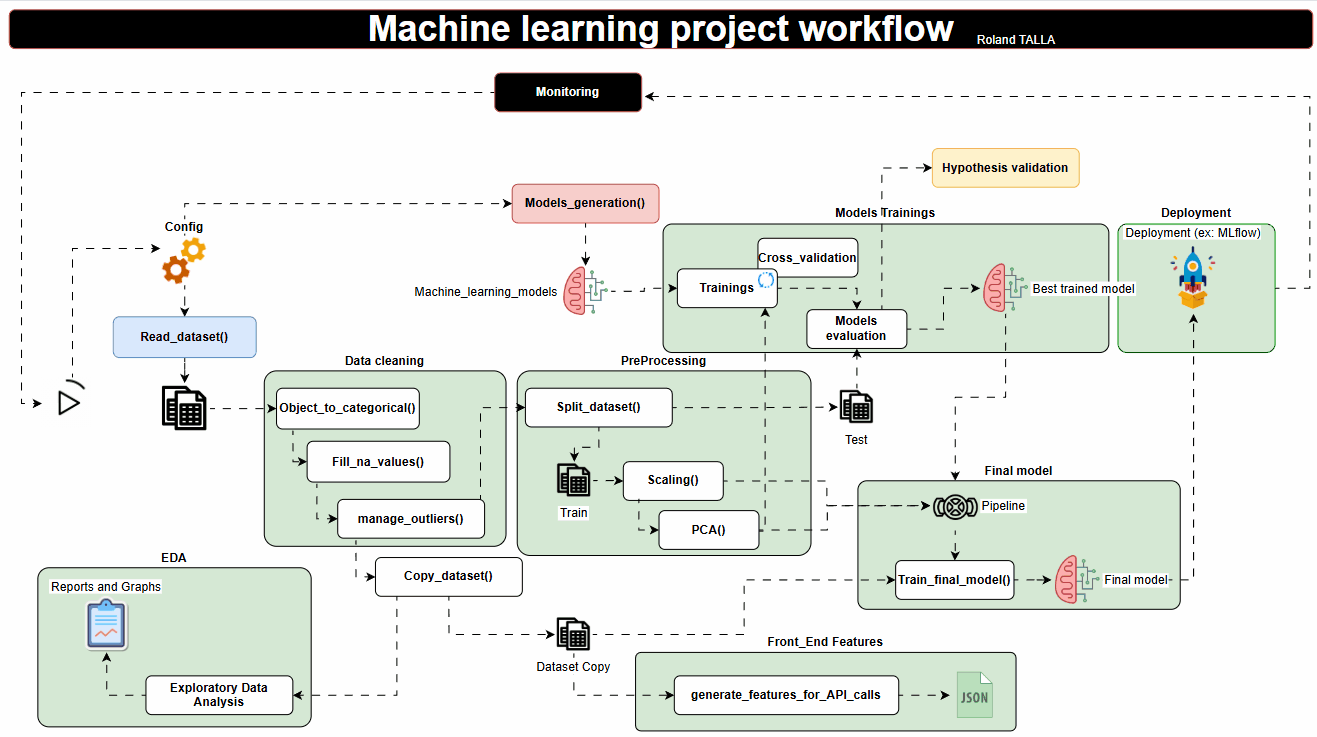 Machine learning project workflow
Roland TALLA
Monitoring
Hypothesis validation
Models_generation()
Config
Models Trainings
Deployment
Deployment (ex: MLflow)
Cross_validation
Machine_learning_models
Trainings
Best trained model
Models
evaluation
Read_dataset()
Data cleaning
PreProcessing
Object_to_categorical()
Split_dataset()
Test
Fill_na_values()
Final model
Scaling()
Train
Pipeline
manage_outliers()
PCA()
EDA
Copy_dataset()
Train_final_model()
Final model
Reports and Graphs
Front_End Features
Dataset Copy
Exploratory Data
Analysis
generate_features_for_API_calls
JSON